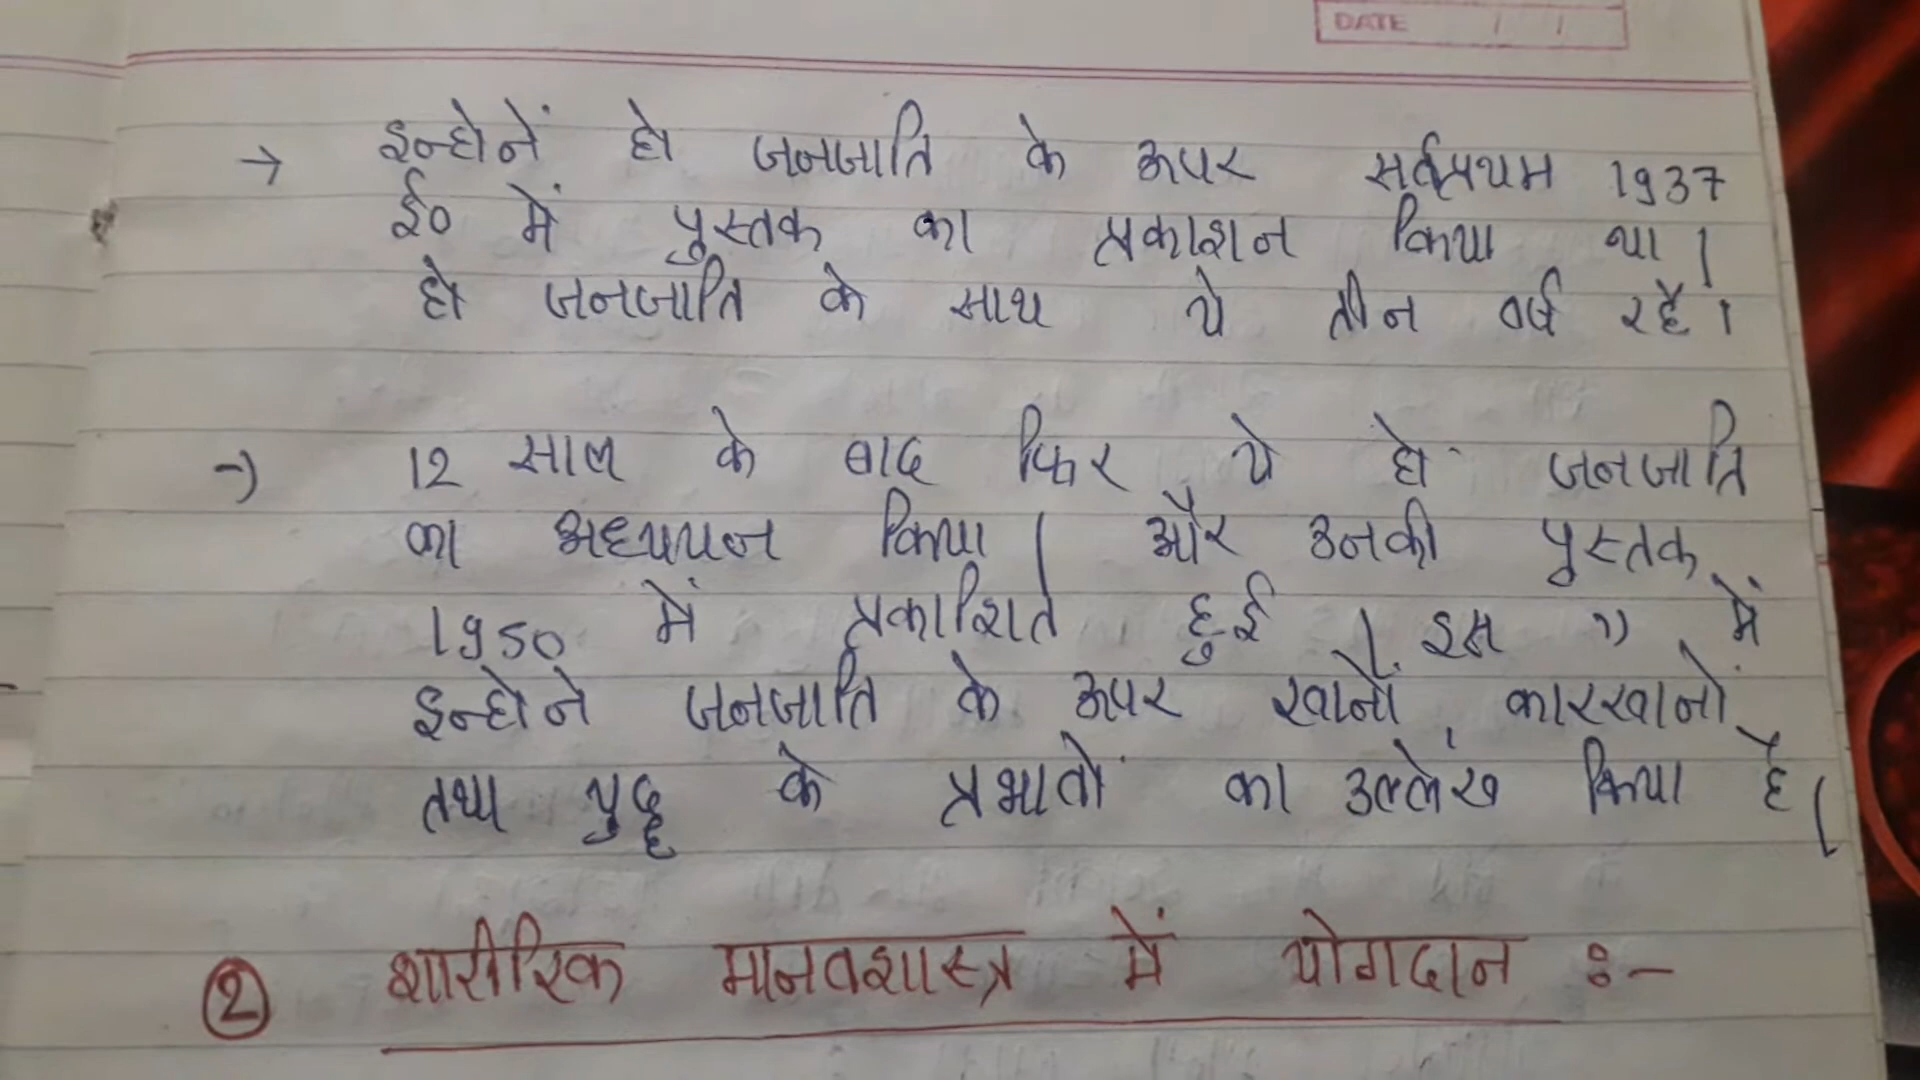 DATE / /
→ इन्होनें हो जनजाति के ऊपर सर्वप्रथम 1937
ई० में पुस्तक का प्रकाशन किया था।
हो जनजाति के साथ ये तीन वर्ष रहें।
→ 12 साल के बाद फिर ये हो जनजाति
का अध्ययन किया। और उनकी पुस्तक
1950 में प्रकाशित हुई। इस ") में
इन्होने जनजाति के ऊपर खानों, कारखानों
तथा युद्ध के प्रभावों का उल्लेख किया है।
② शारीरिक मानवशास्त्र में योगदान :-